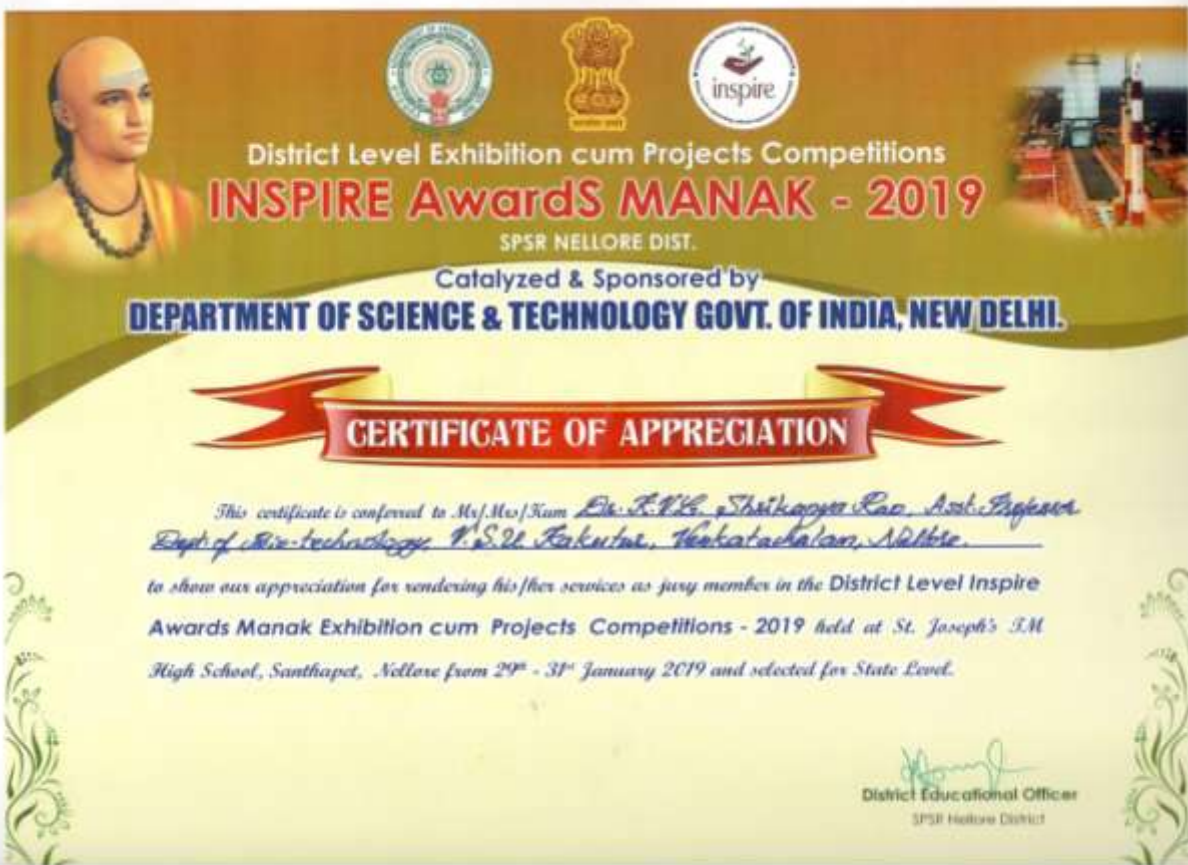 inspire
District Level Exhibition cum Projects Competitions
INSPIRE AwardS MANAK - 2019
SPSR NELLORE DIST.
Catalyzed & Sponsored by
DEPARTMENT OF SCIENCE & TECHNOLOGY GOVT. OF INDIA, NEW DELHI.
CERTIFICATE OF APPRECIATION
This certificate is conferred to Mr/Mrs/Kum Rao, Asst. Professor
Dept of Bio-technology, V.S.U Kakutur, Venkatachalam, Nellore.
to show our appreciation for rendering his/her services as jury member in the District Level Inspire
Awards Manak Exhibition cum Projects Competitions - 2019 held at St. Joseph's
High School, Santhapet, Nellore from 29th - 31st January 2019 and selected for State Level.
District Educational Officer
SPSR Nellore District